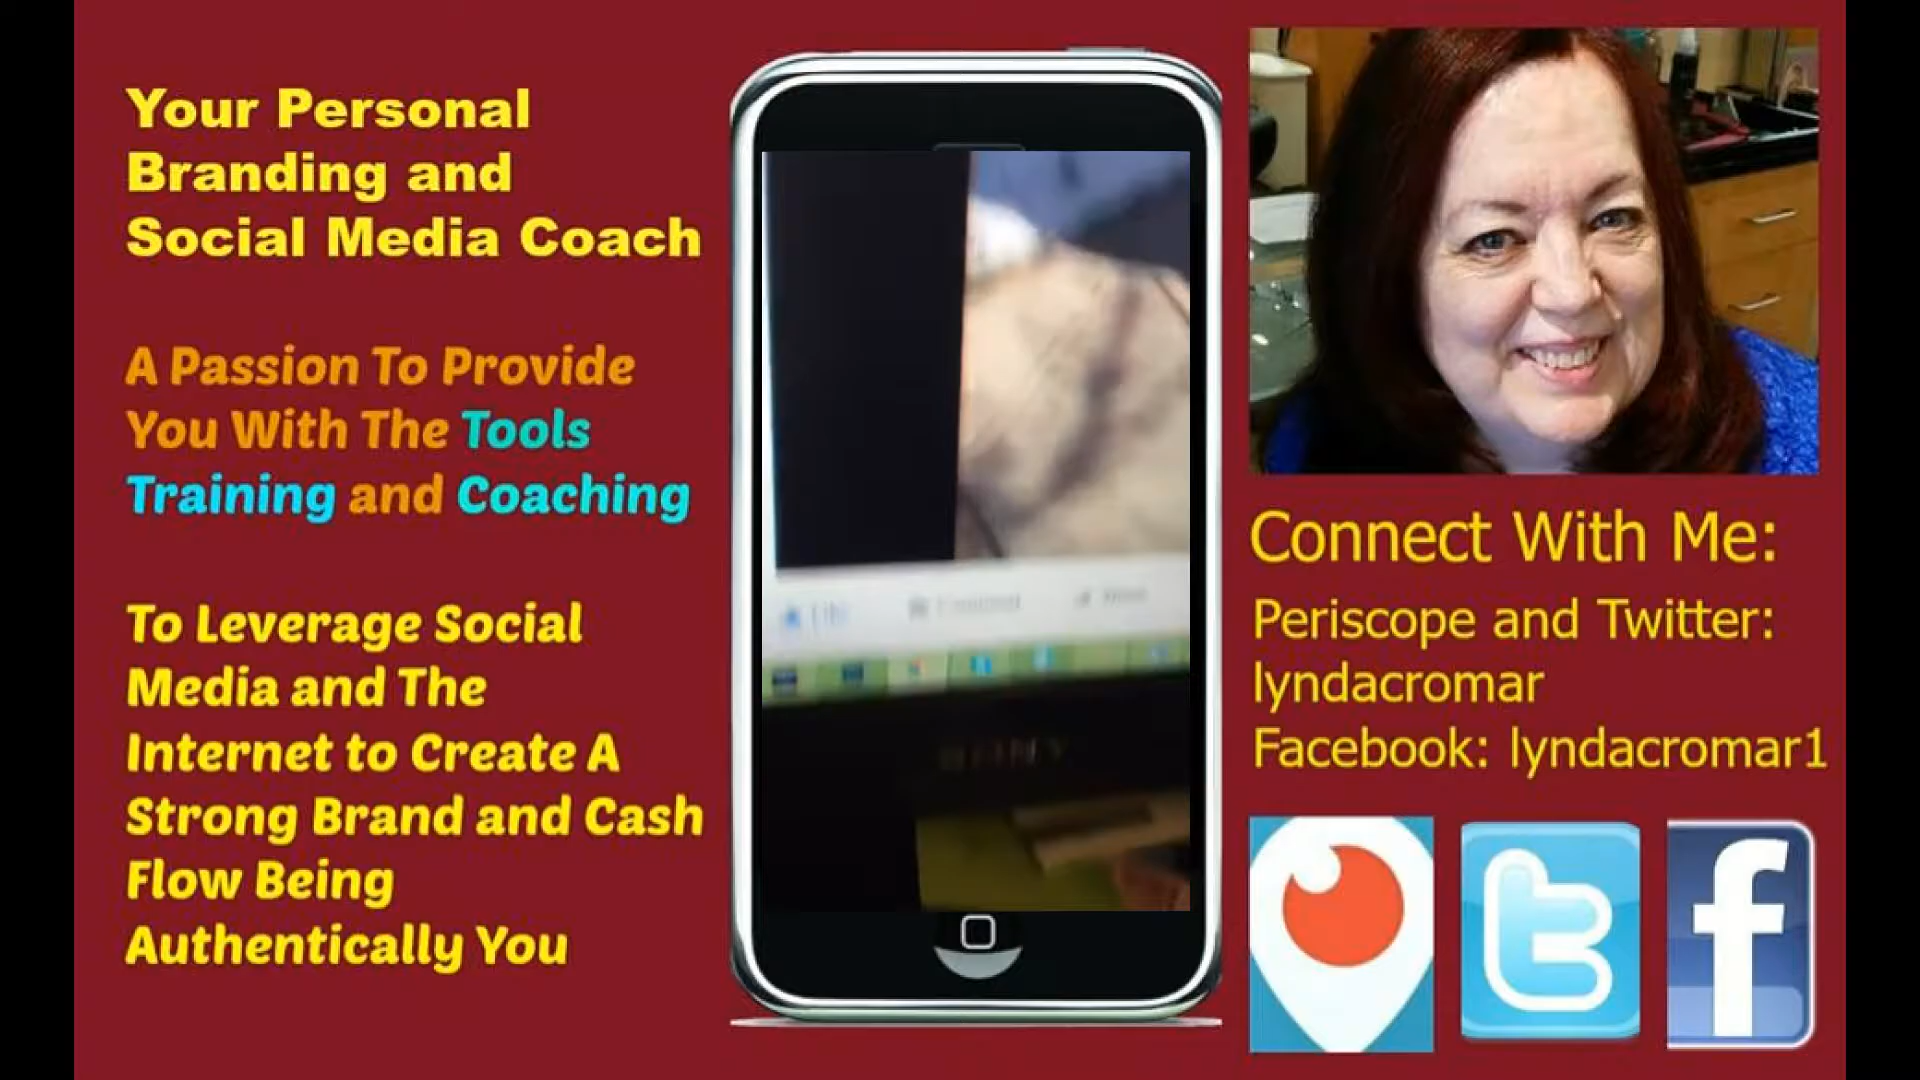 Your Personal
Branding and
Social Media Coach
A Passion To Provide
You With The Tools
Training and Coaching
To Leverage Social
Media and The
Internet to Create A
Strong Brand and Cash
Flow Being
Authentically You
SONY
Connect With Me:
Periscope and Twitter:
lyndacromar
Facebook: lyndacromar1